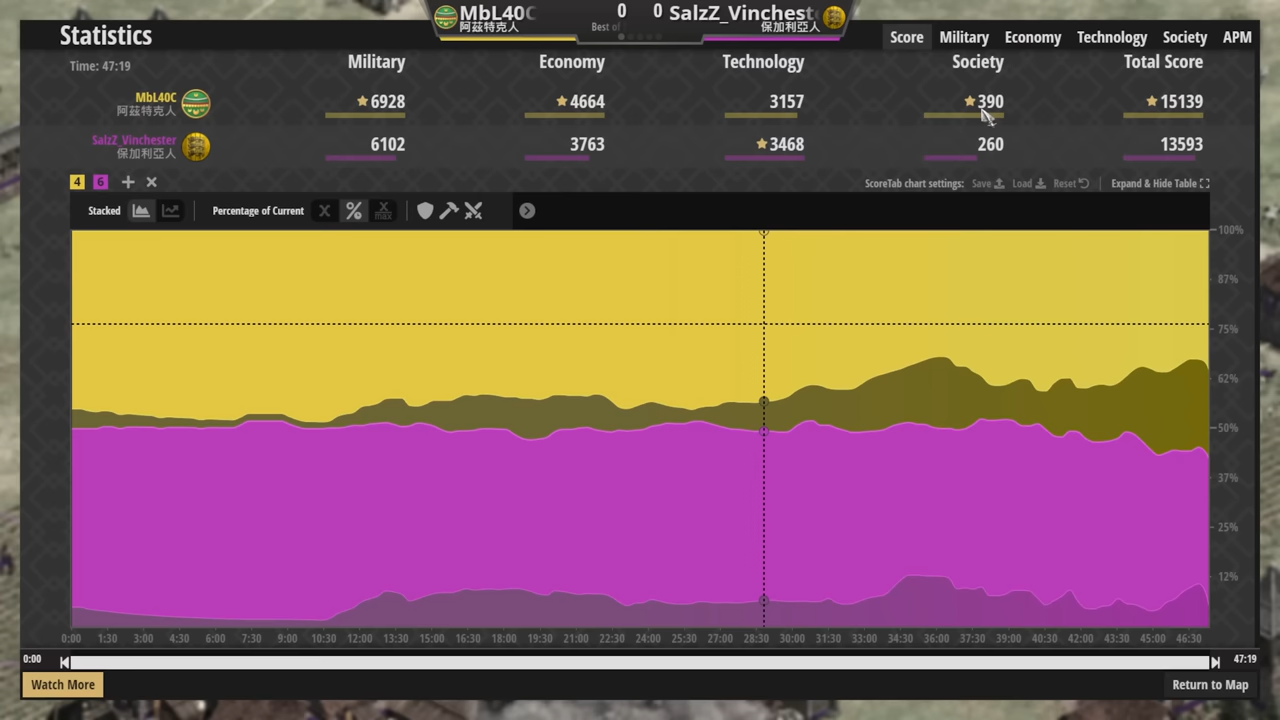 MbL40C 0 0 SalzZ_Vinchest
阿茲特克人 Best of 保加利亞人
Statistics
Score Military Economy Technology Society APM
Time: 47:19 Military Economy Technology Society Total Score
MbL40C
阿茲特克人
6928 4664 3157 390 15139
SalzZ_Vinchester
保加利亞人
6102 3763 3468 260 13593
4 6
ScoreTab chart settings: Save Load Reset Expand & Hide Table
Stacked Percentage of Current X % X max
100%
87%
75%
62%
50%
37%
25%
12%
0:00 1:30 3:00 4:30 6:00 7:30 9:00 10:30 12:00 13:30 15:00 16:30 18:00 19:30 21:00 22:30 24:00 25:30 27:00 28:30 30:00 31:30 33:00 34:30 36:00 37:30 39:00 40:30 42:00 43:30 45:00 46:30
0:00 47:19
Watch More Return to Map